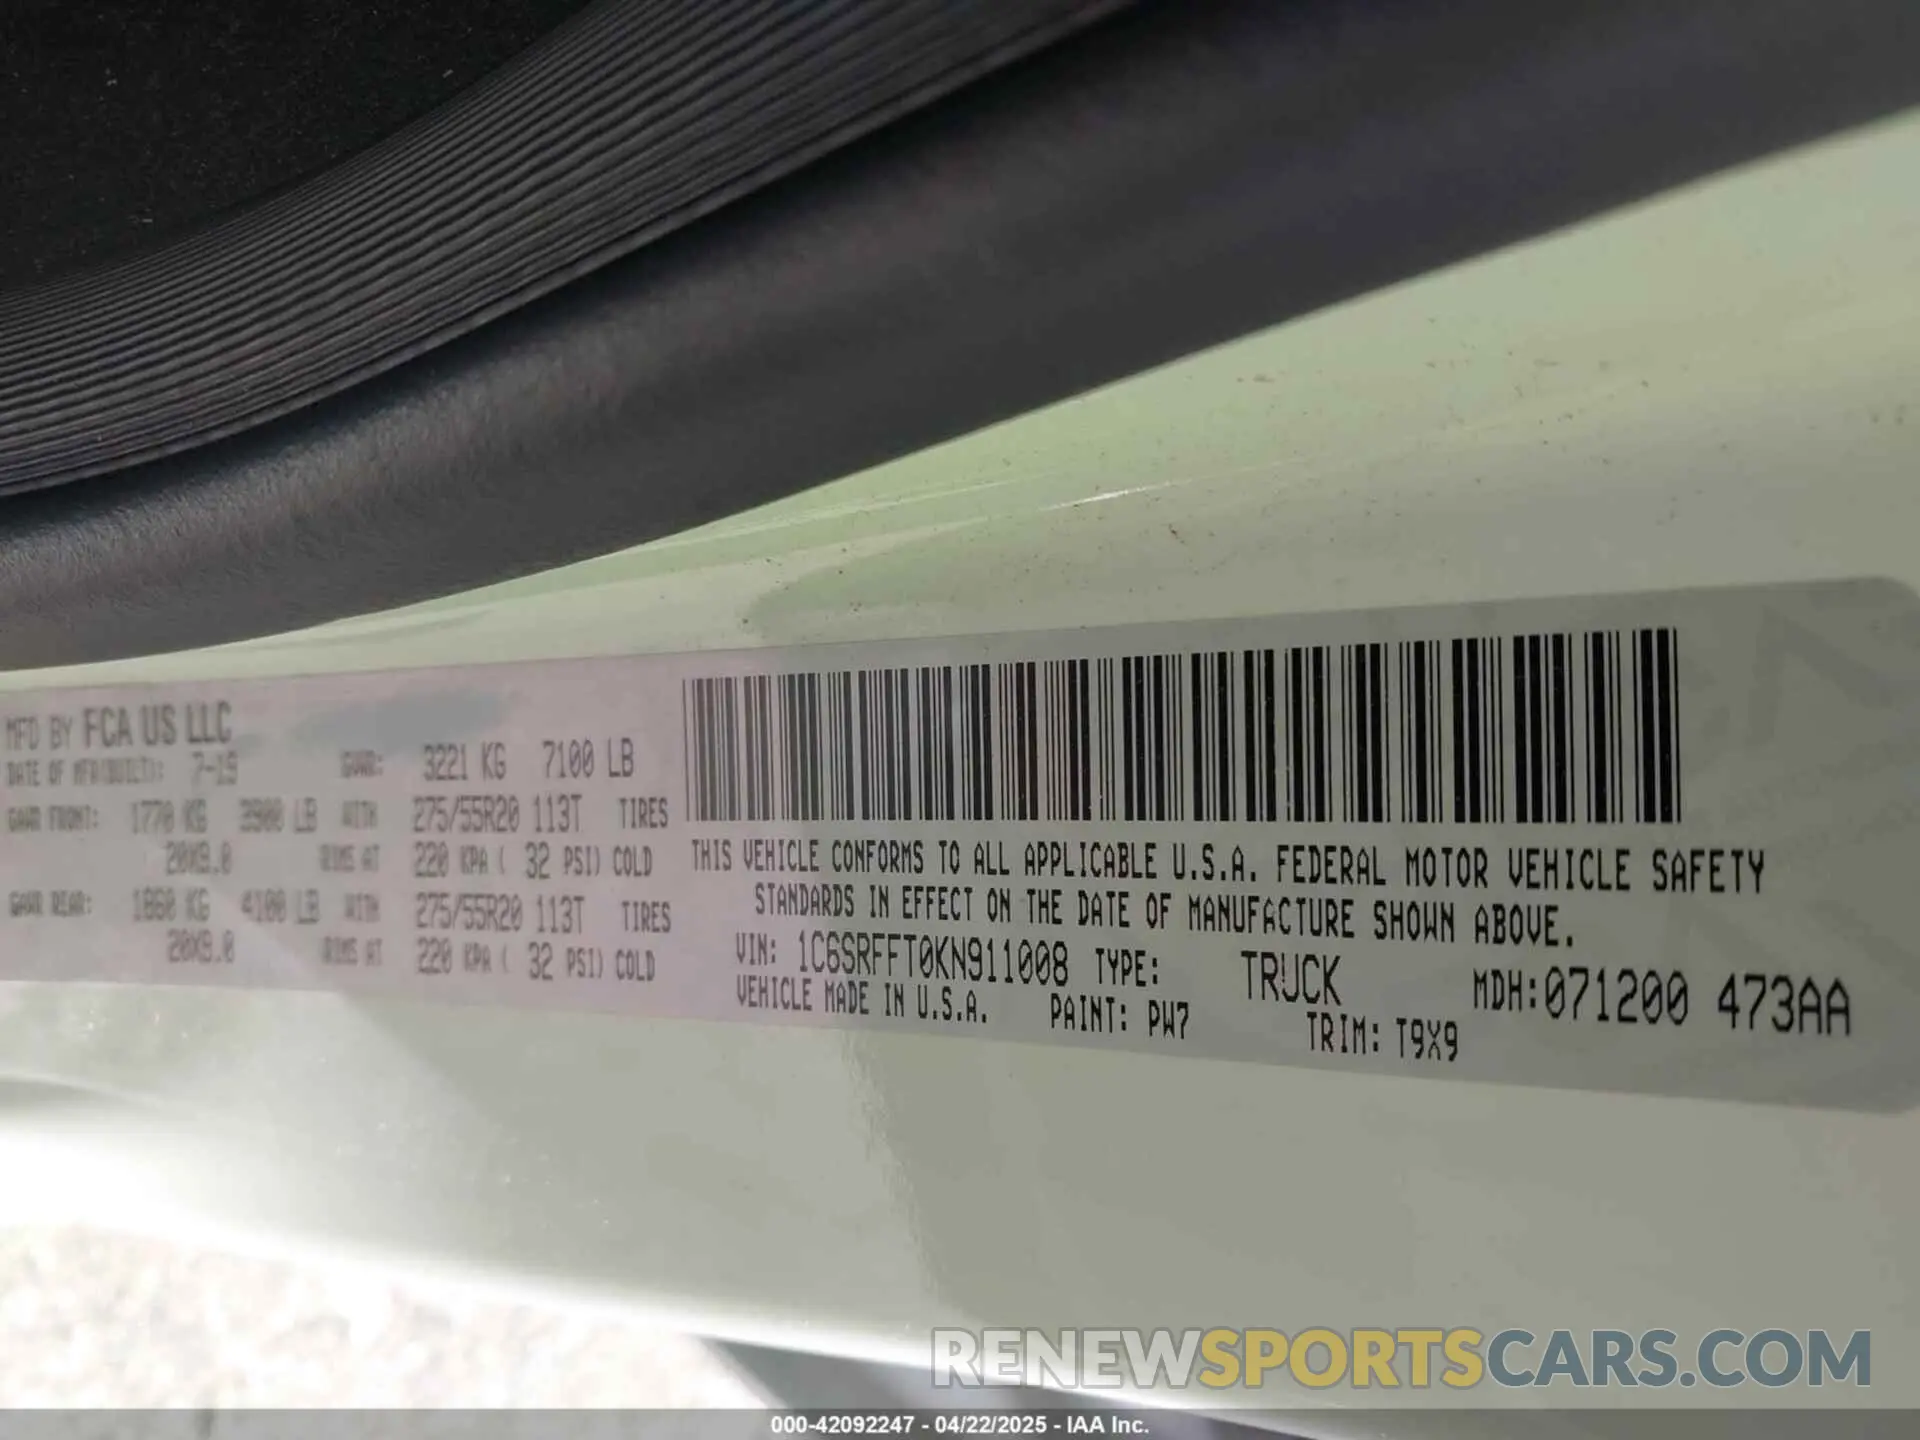 MFD BY FCA US LLC
DATE OF MFR(BUILT): 7-19 GVWR: 3221 KG 7100 LB
GAWR FRONT: 1770 KG 3900 LB WITH 275/55R20 113T TIRES
20X9.0 RIMS AT 220 KPA ( 32 PSI) COLD
GAWR REAR: 1860 KG 4100 LB WITH 275/55R20 113T TIRES
20X9.0 RIMS AT 220 KPA ( 32 PSI) COLD
THIS VEHICLE CONFORMS TO ALL APPLICABLE U.S.A. FEDERAL MOTOR VEHICLE SAFETY
STANDARDS IN EFFECT ON THE DATE OF MANUFACTURE SHOWN ABOVE.
VIN: 1C6SRFFT0KN911008 TYPE: TRUCK MDH:071200 473AA
VEHICLE MADE IN U.S.A. PAINT: PW7 TRIM: T9X9
RENEWSPORTSCARS.COM
000-42092247 - 04/22/2025 - IAA Inc.